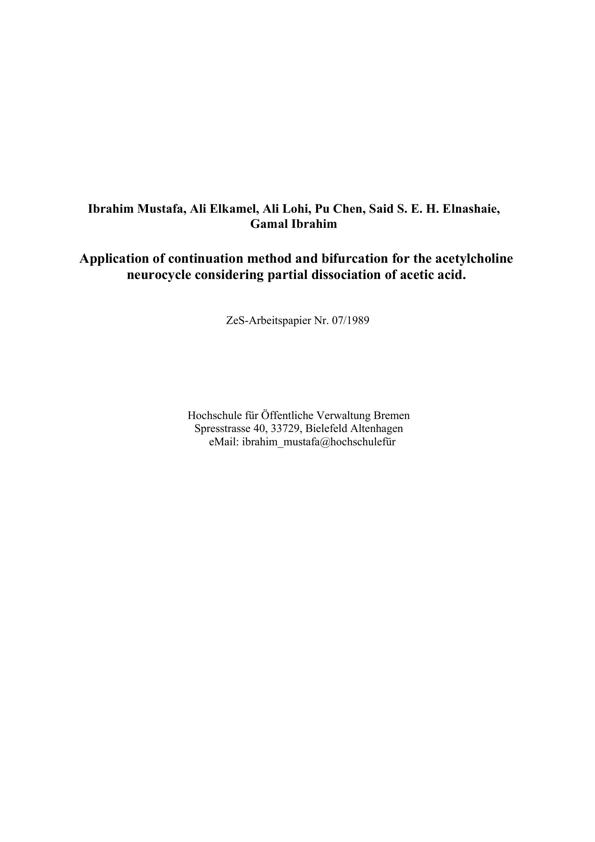 Ibrahim Mustafa, Ali Elkamel, Ali Lohi, Pu Chen, Said S. E. H. Elnashaie,
Gamal Ibrahim
Application of continuation method and bifurcation for the acetylcholine
neurocycle considering partial dissociation of acetic acid.
ZeS-Arbeitspapier Nr. 07/1989
Hochschule für Öffentliche Verwaltung Bremen
Spresstrasse 40, 33729, Bielefeld Altenhagen
eMail: ibrahim_mustafa@hochschulefür